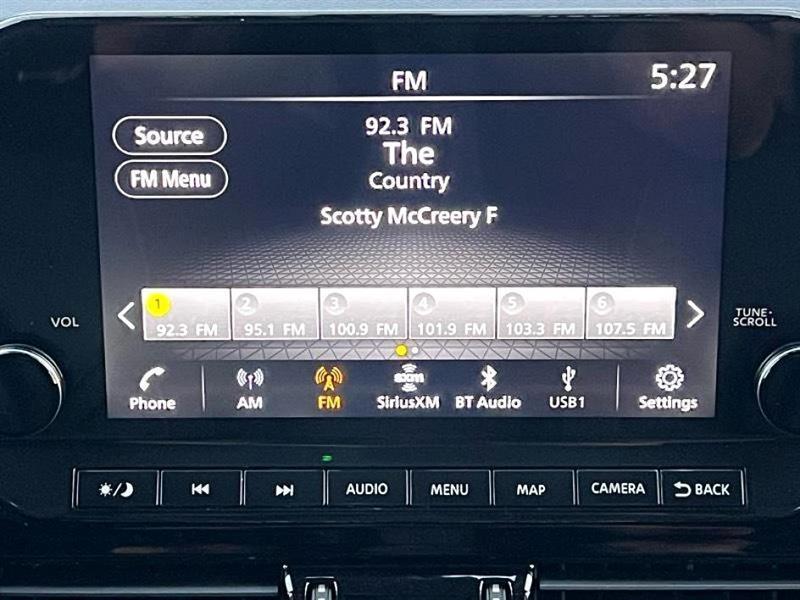 FM
5:27
Source
FM Menu
92.3 FM
The
Country
Scotty McCreery F
1 92.3 FM
2 95.1 FM
3 100.9 FM
4 101.9 FM
5 103.3 FM
6 107.5 FM
VOL
TUNE·
SCROLL
Phone
AM
FM
sxm
SiriusXM
BT Audio
USB1
Settings
AUDIO
MENU
MAP
CAMERA
BACK